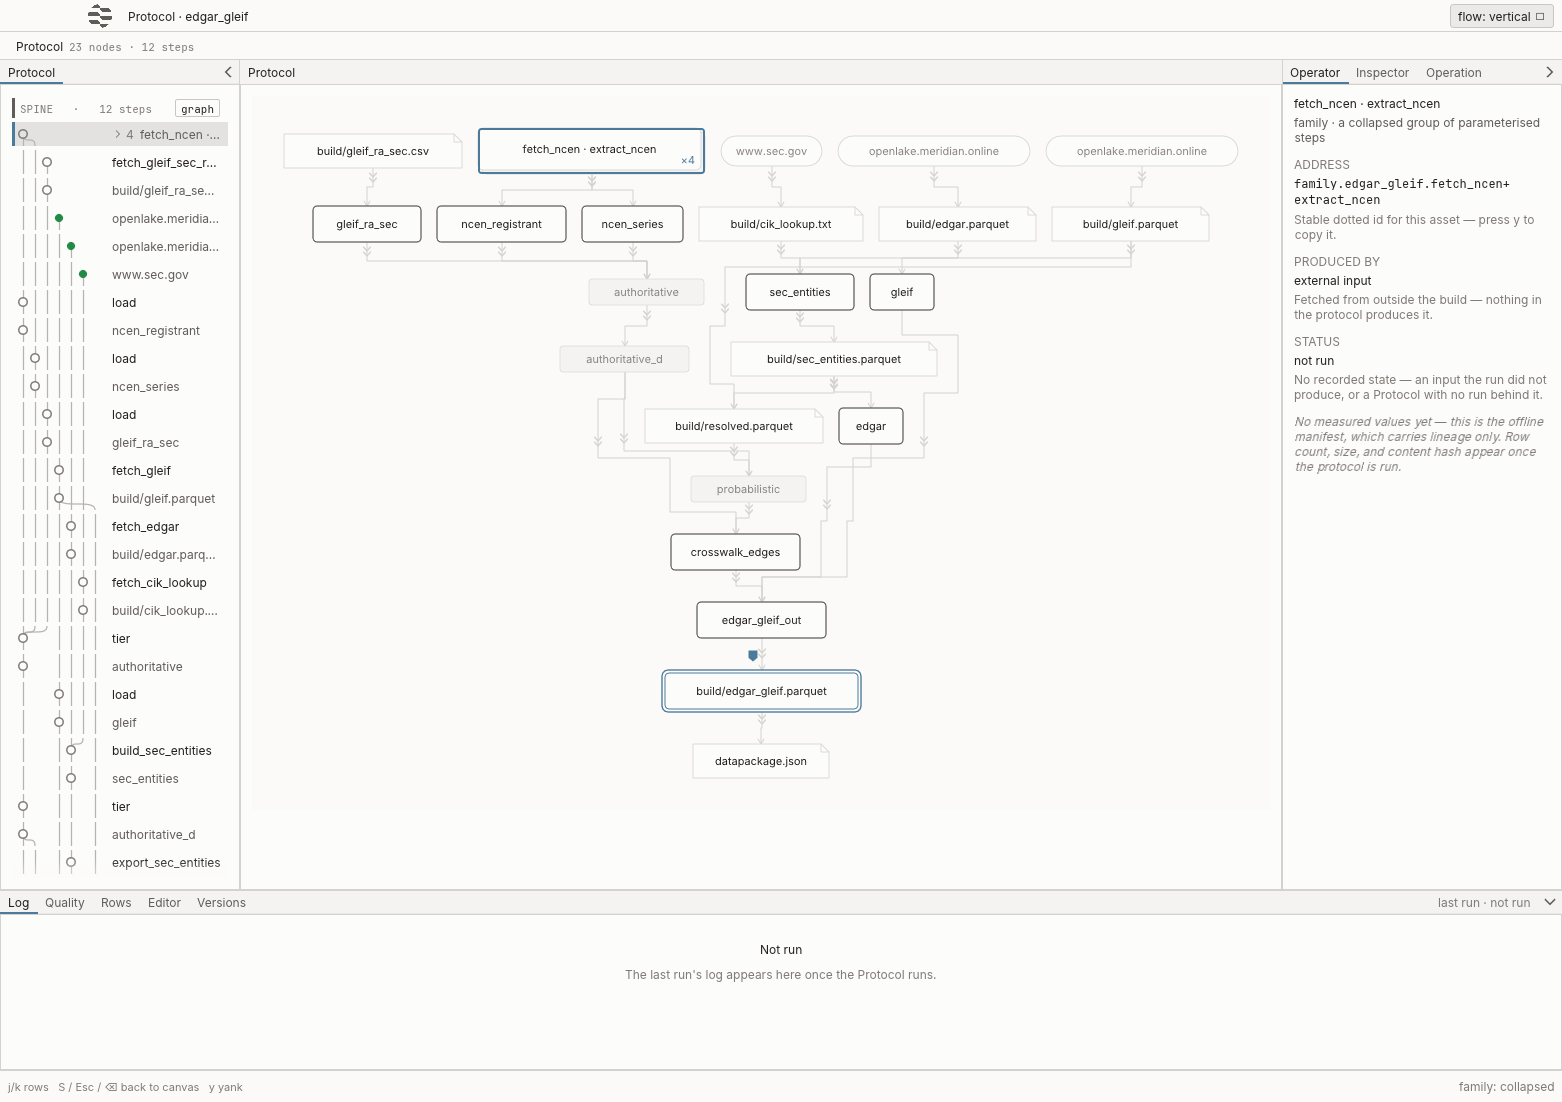 Protocol · edgar_gleif
flow: vertical
Protocol 23 nodes · 12 steps
Protocol
SPINE · 12 steps graph
4 fetch_ncen ·...
fetch_gleif_sec_r...
build/gleif_ra_se...
openlake.meridia...
openlake.meridia...
www.sec.gov
load
ncen_registrant
load
ncen_series
load
gleif_ra_sec
fetch_gleif
build/gleif.parquet
fetch_edgar
build/edgar.parq...
fetch_cik_lookup
build/cik_lookup....
tier
authoritative
load
gleif
build_sec_entities
sec_entities
tier
authoritative_d
export_sec_entities
Protocol
build/gleif_ra_sec.csv
fetch_ncen · extract_ncen
×4
www.sec.gov
openlake.meridian.online
openlake.meridian.online
gleif_ra_sec
ncen_registrant
ncen_series
build/cik_lookup.txt
build/edgar.parquet
build/gleif.parquet
authoritative
sec_entities
gleif
authoritative_d
build/sec_entities.parquet
build/resolved.parquet
edgar
probabilistic
crosswalk_edges
edgar_gleif_out
build/edgar_gleif.parquet
datapackage.json
Operator Inspector Operation
fetch_ncen · extract_ncen
family · a collapsed group of parameterised
steps
ADDRESS
family.edgar_gleif.fetch_ncen+
extract_ncen
Stable dotted id for this asset — press y to
copy it.
PRODUCED BY
external input
Fetched from outside the build — nothing in
the protocol produces it.
STATUS
not run
No recorded state — an input the run did not
produce, or a Protocol with no run behind it.
No measured values yet — this is the offline
manifest, which carries lineage only. Row
count, size, and content hash appear once
the protocol is run.
Log Quality Rows Editor Versions
last run · not run
Not run
The last run's log appears here once the Protocol runs.
j/k rows S / Esc / ⌫ back to canvas y yank
family: collapsed